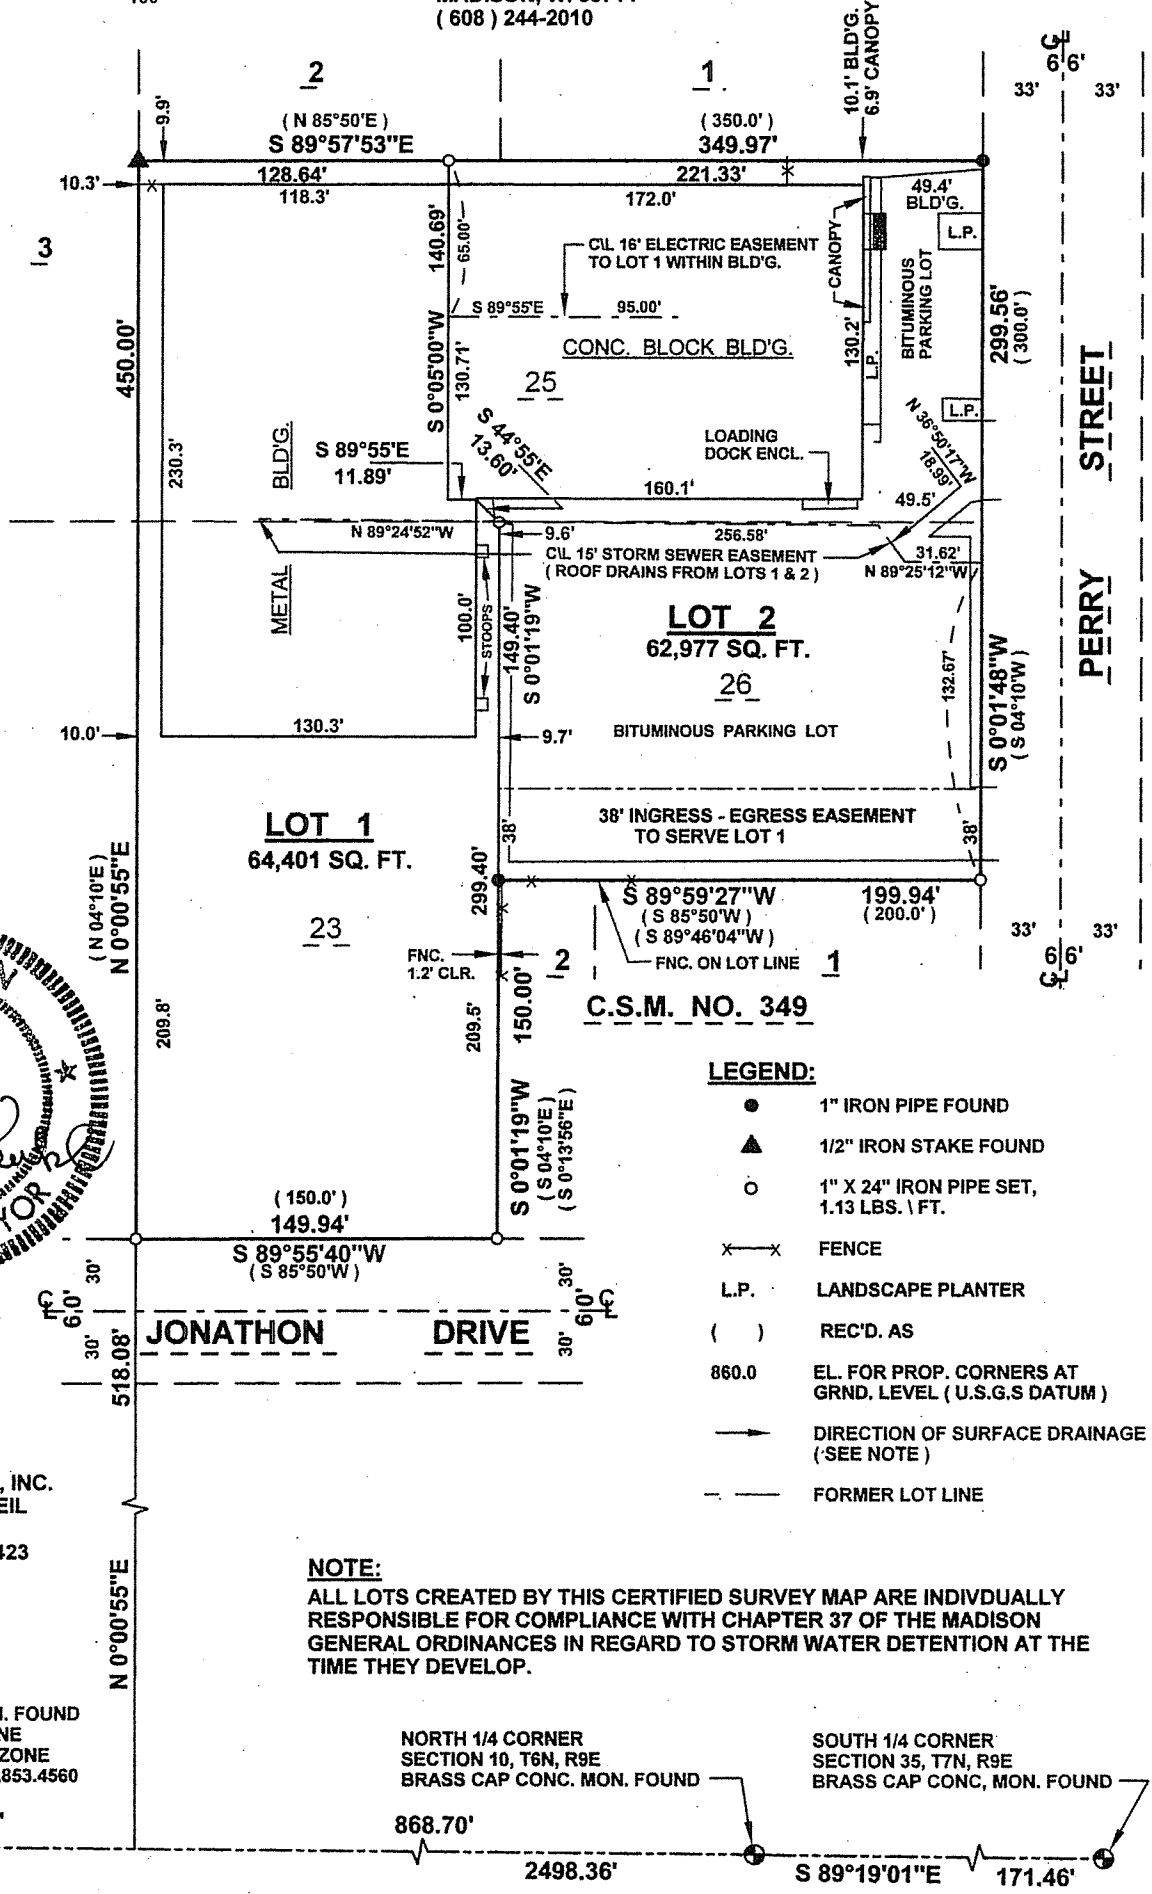 ( 608 ) 244-2010
2
1
10.1' BLD'G.
6.9' CANOPY
C/L
6 6'
33'
33'
9.9'
( N 85°50'E )
S 89°57'53"E
( 350.0' )
349.97'
10.3'
128.64'
118.3'
221.33'
172.0'
49.4'
BLD'G.
3
140.69'
65.00'
C\L 16' ELECTRIC EASEMENT
TO LOT 1 WITHIN BLD'G.
CANOPY
L.P.
BITUMINOUS
PARKING LOT
S 89°55'E
95.00'
299.56'
( 300.0' )
450.00'
S 0°05'00"W
130.71'
CONC. BLOCK BLD'G.
130.2'
L.P.
25
L.P.
STREET
S 44°55'E
13.60'
N 36°50'17"W
18.99'
230.3'
BLD'G.
S 89°55'E
11.89'
LOADING
DOCK ENCL.
160.1'
49.5'
N 89°24'52"W
9.6'
256.58'
C\L 15' STORM SEWER EASEMENT
( ROOF DRAINS FROM LOTS 1 & 2 )
31.62'
N 89°25'12"W
METAL
100.0'
STOOPS
149.40'
S 0°01'19"W
LOT 2
62,977 SQ. FT.
26
132.67'
S 0°01'48"W
( S 04°10'W )
PERRY
10.0'
130.3'
9.7'
BITUMINOUS PARKING LOT
LOT 1
64,401 SQ. FT.
38'
38' INGRESS - EGRESS EASEMENT
TO SERVE LOT 1
38'
( N 04°10'E )
N 0°00'55"E
299.40'
S 89°59'27"W
( S 85°50'W )
( S 89°46'04"W )
199.94'
( 200.0' )
23
33'
33'
6 6'
C/L
FNC.
1.2' CLR.
2
FNC. ON LOT LINE
1
C.S.M. NO. 349
209.8'
209.5'
150.00'
LEGEND:
1" IRON PIPE FOUND
1/2" IRON STAKE FOUND
1" X 24" IRON PIPE SET,
1.13 LBS. \ FT.
FENCE
L.P. LANDSCAPE PLANTER
( ) REC'D. AS
860.0 EL. FOR PROP. CORNERS AT
GRND. LEVEL ( U.S.G.S DATUM )
DIRECTION OF SURFACE DRAINAGE
( SEE NOTE )
FORMER LOT LINE
S 0°01'19"W
( S 04°10'E )
( S 0°13'56"E )
( 150.0' )
149.94'
S 89°55'40"W
( S 85°50'W )
30'
30'
C/L
6.0'
6.0'
C/L
JONATHON DRIVE
30'
30'
518.08'
, INC.
N 0°00'55"E
NOTE:
ALL LOTS CREATED BY THIS CERTIFIED SURVEY MAP ARE INDIVDUALLY
RESPONSIBLE FOR COMPLIANCE WITH CHAPTER 37 OF THE MADISON
GENERAL ORDINANCES IN REGARD TO STORM WATER DETENTION AT THE
TIME THEY DEVELOP.
FOUND
ZONE
853.4560
NORTH 1/4 CORNER
SECTION 10, T6N, R9E
BRASS CAP CONC. MON. FOUND
SOUTH 1/4 CORNER
SECTION 35, T7N, R9E
BRASS CAP CONC, MON. FOUND
868.70'
2498.36'
S 89°19'01"E
171.46'